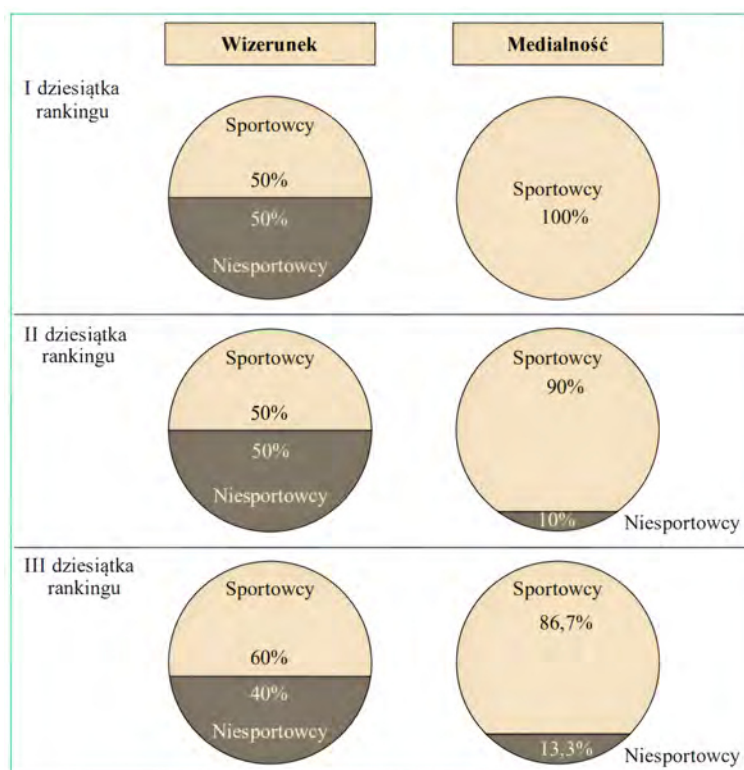 Wizerunek
Medialność
I dziesiątka
rankingu
Sportowcy
50%
50%
Niesportowcy
Sportowcy
100%
II dziesiątka
rankingu
Sportowcy
50%
50%
Niesportowcy
Sportowcy
90%
10%
Niesportowcy
III dziesiątka
rankingu
Sportowcy
60%
40%
Niesportowcy
Sportowcy
86,7%
13,3%
Niesportowcy